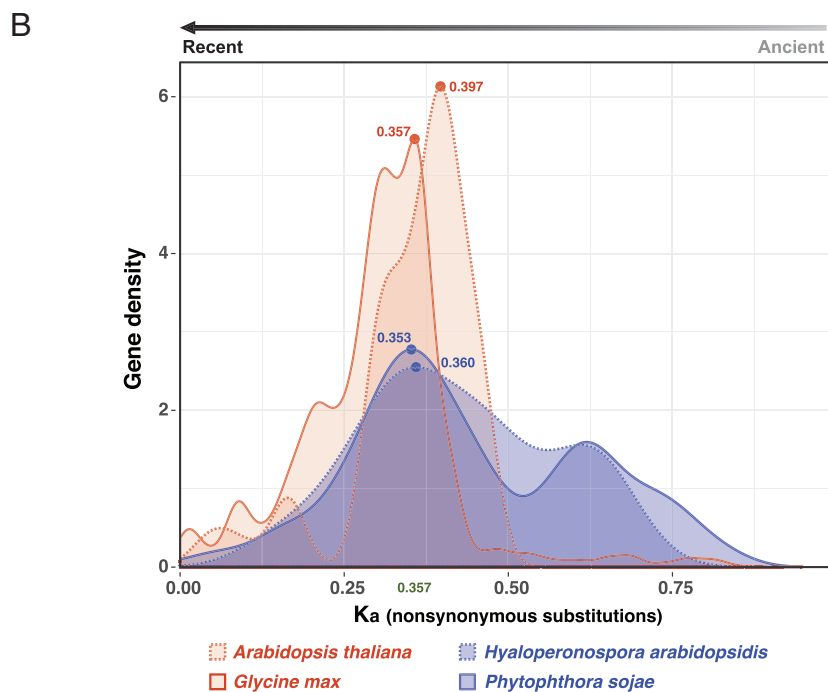 B
Recent Ancient
6
0.397
0.357
4
Gene density
0.353
0.360
2
0
0.00 0.25 0.357 0.50 0.75
Ka (nonsynonymous substitutions)
Arabidopsis thaliana Hyaloperonospora arabidopsidis
Glycine max Phytophthora sojae